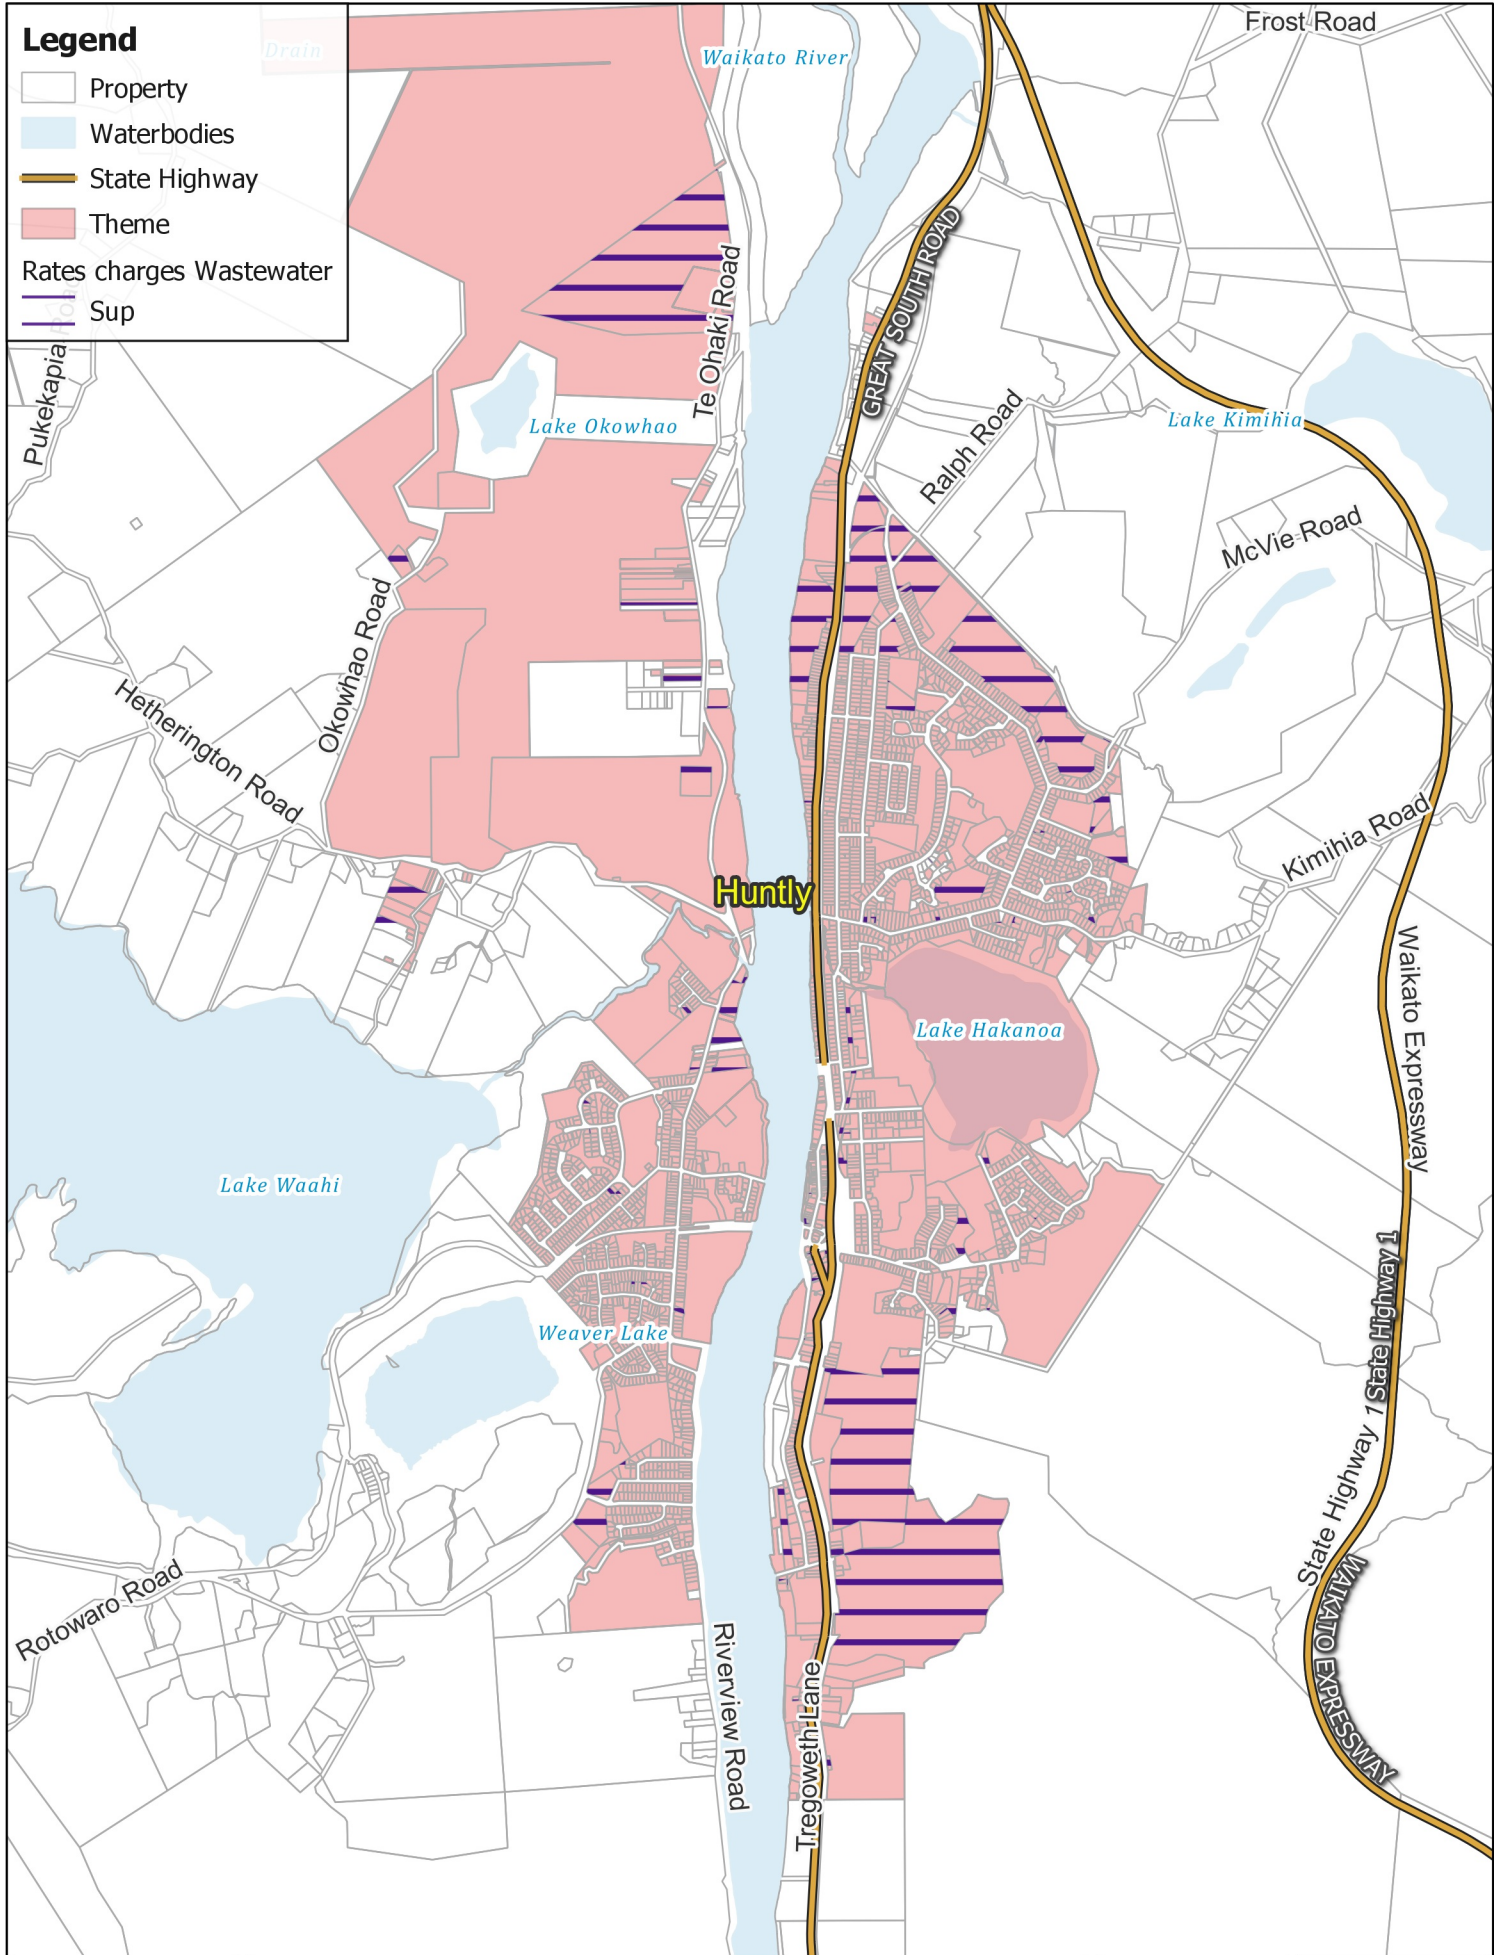 Legend
Drain
Property
Waterbodies
State Highway
Theme
Rates charges Wastewater
Sup
Frost Road
Waikato River
Te Ohaki Road
GREAT SOUTH ROAD
Pukekapia Road
Lake Okowhao
Ralph Road
Lake Kimihia
McVie Road
Okowhao Road
Hetherington Road
Kimihia Road
Huntly
Waikato Expressway
Lake Hakanoa
Lake Waahi
Weaver Lake
State Highway 1
State Highway 1
Rotowaro Road
WAIKATO EXPRESSWAY
Riverview Road
Tregoweth Lane